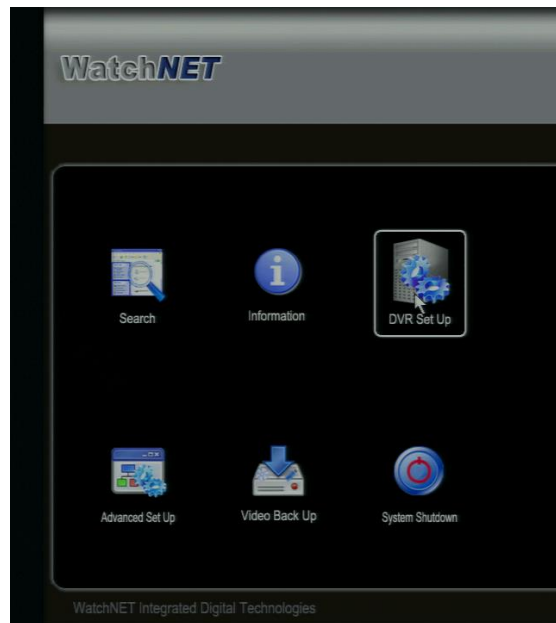 WatchNET
Search
Information
DVR Set Up
Advanced Set Up
Video Back Up
System Shutdown
WatchNET Integrated Digital Technologies